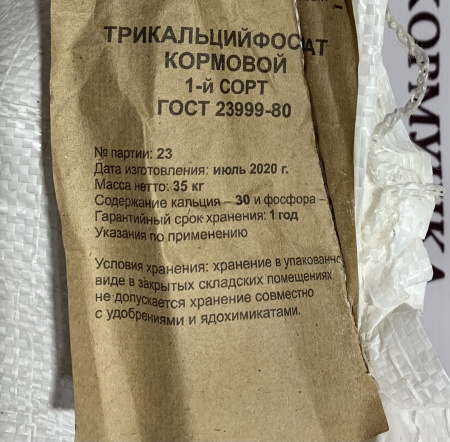 ТРИКАЛЬЦИЙФОСФАТ
КОРМОВОЙ
1-й СОРТ
ГОСТ 23999-80
№ партии: 23
Дата изготовления: июль 2020 г.
Масса нетто: 35 кг
Содержание кальция – 30 и фосфора –
Гарантийный срок хранения: 1 год
Указания по применению
Условия хранения: хранение в упакованно
виде в закрытых складских помещениях,
не допускается хранение совместно
с удобрениями и ядохимикатами.
КОРМУШКА